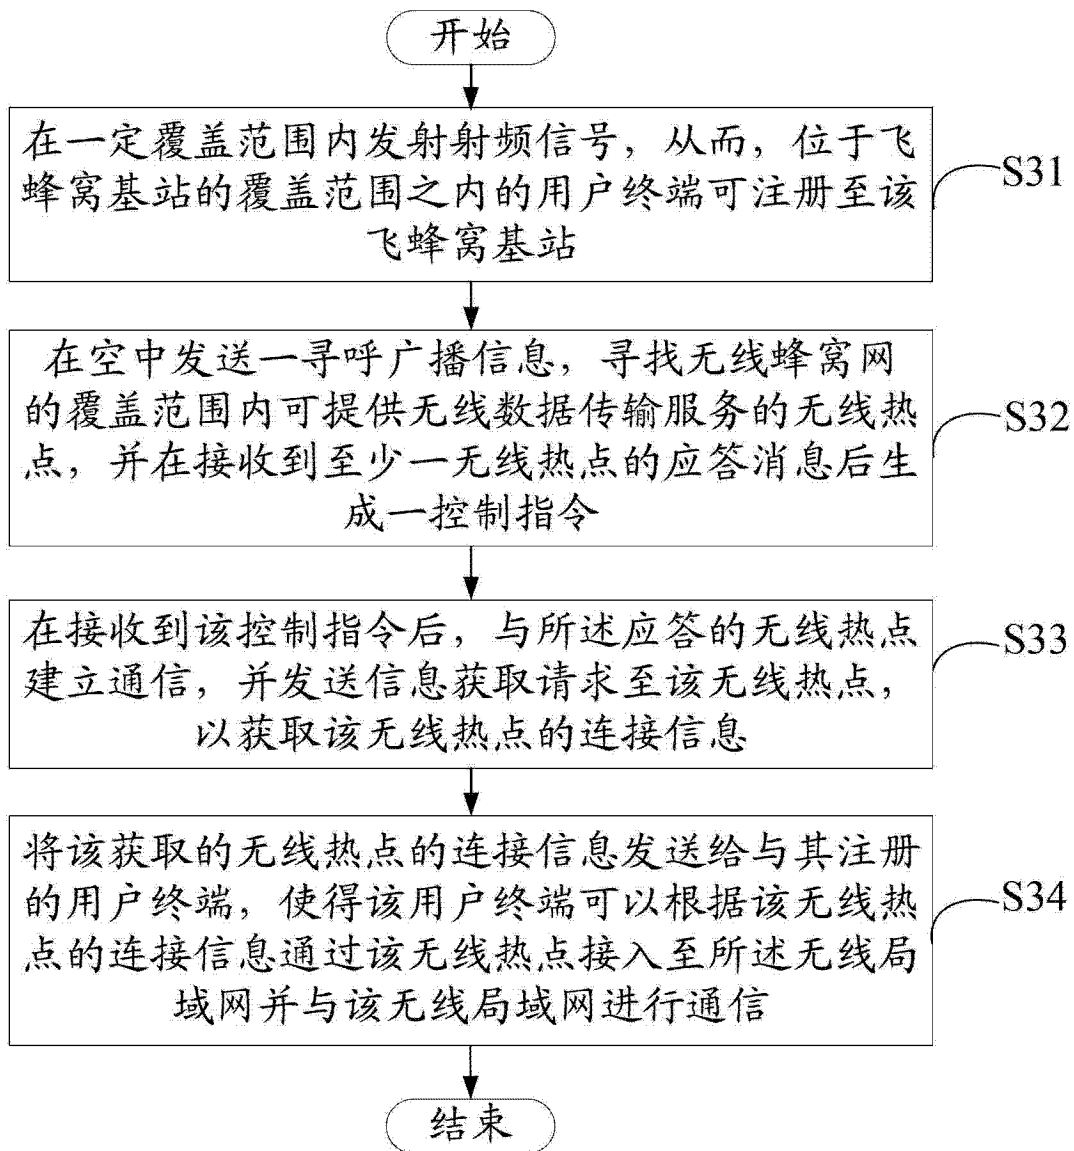 开始
在一定覆盖范围内发射射频信号，从而，位于飞
蜂窝基站的覆盖范围之内的用户终端可注册至该
飞蜂窝基站
S31
在空中发送一寻呼广播信息，寻找无线蜂窝网
的覆盖范围内可提供无线数据传输服务的无线热
点，并在接收到至少一无线热点的应答消息后生
成一控制指令
S32
在接收到该控制指令后，与所述应答的无线热点
建立通信，并发送信息获取请求至该无线热点，
以获取该无线热点的连接信息
S33
将该获取的无线热点的连接信息发送给与其注册
的用户终端，使得该用户终端可以根据该无线热
点的连接信息通过该无线热点接入至所述无线局
域网并与该无线局域网进行通信
S34
结束